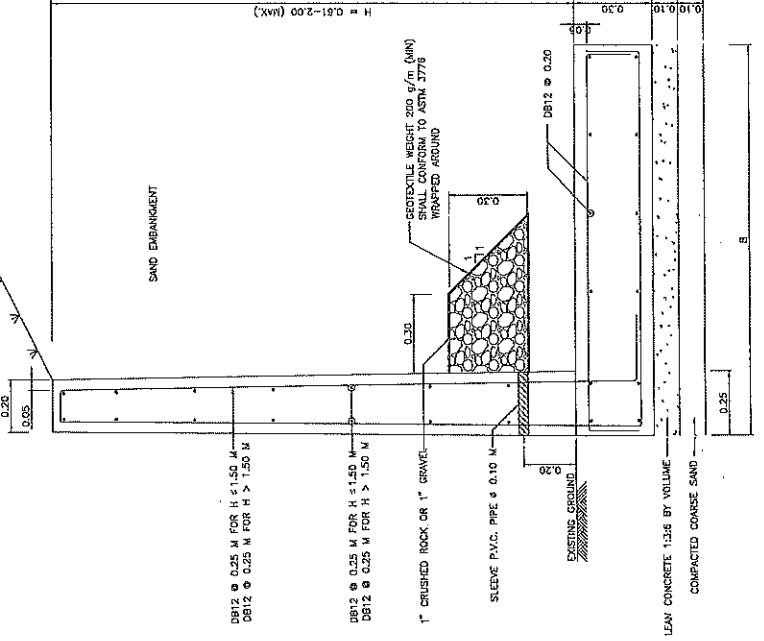 H = 0.61-2.00 (MAX.)
0.30
0.10
0.10
0.20
0.05
SAND EMBANKMENT
GEOTEXTILE WEIGHT 200 g/m (MIN)
SHALL CONFORM TO ASTM 3776
WRAPPED AROUND
0.05
DB12 @ 0.20
0.30
1
1
0.30
DB12 @ 0.25 M FOR H ≤ 1.50 M
DB12 @ 0.25 M FOR H > 1.50 M
DB12 @ 0.25 M FOR H ≤ 1.50 M
DB12 @ 0.25 M FOR H > 1.50 M
1" CRUSHED ROCK OR 1" GRAVEL
SLEEVE P.V.C. PIPE ø 0.10 M
0.20
EXISTING GROUND
0.25
B
LEAN CONCRETE 1:3:6 BY VOLUME
COMPACTED COARSE SAND